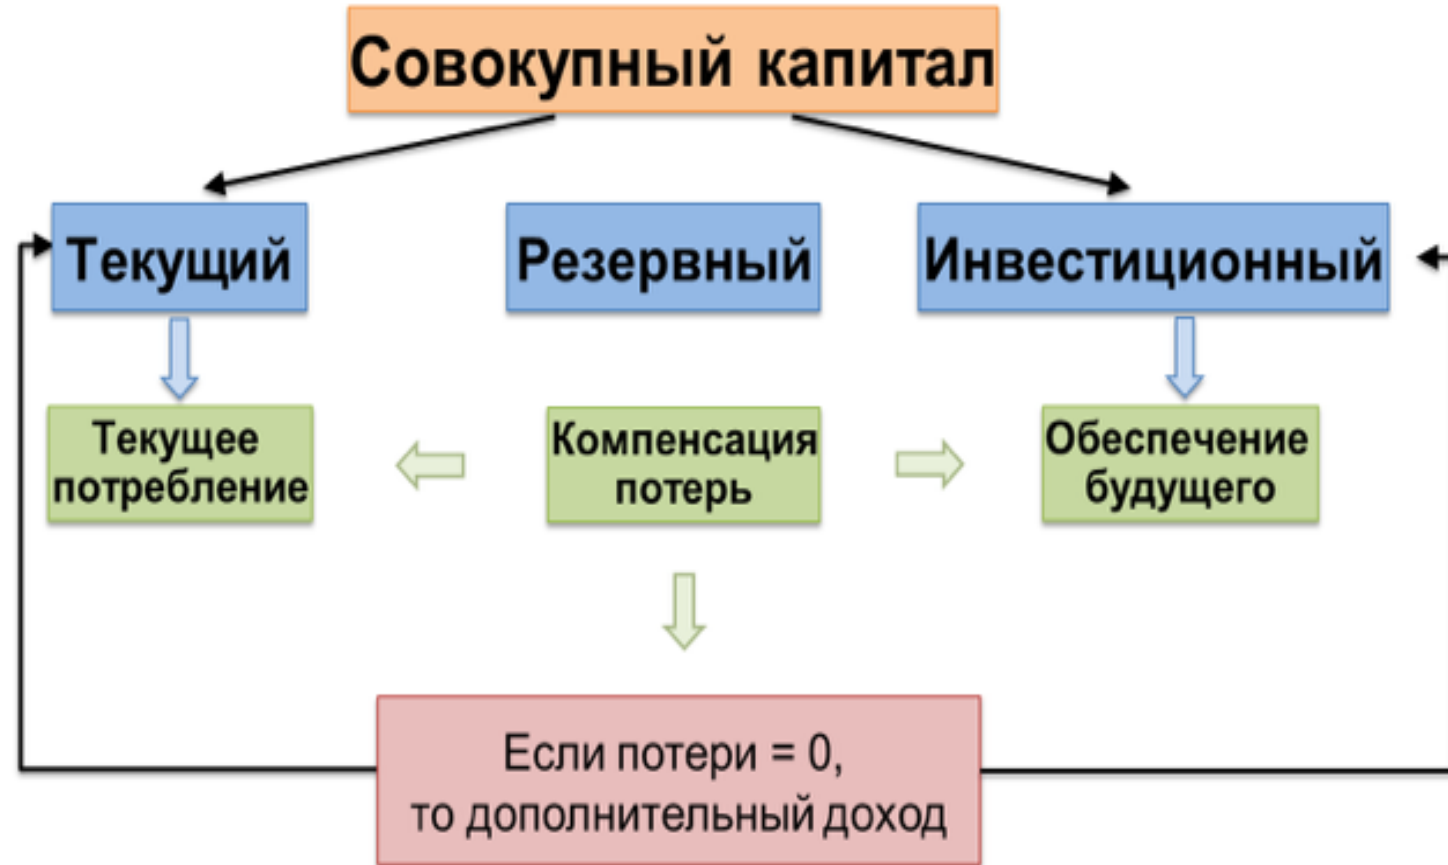 Совокупный капитал
Текущий
Резервный
Инвестиционный
Текущее
потребление
Компенсация
потерь
Обеспечение
будущего
Если потери = 0,
то дополнительный доход